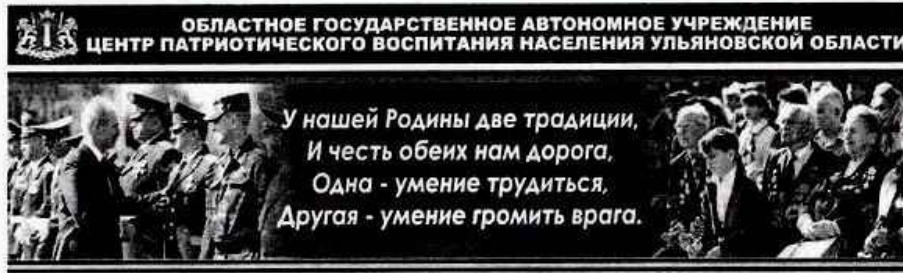 ОБЛАСТНОЕ ГОСУДАРСТВЕННОЕ АВТОНОМНОЕ УЧРЕЖДЕНИЕ
ЦЕНТР ПАТРИОТИЧЕСКОГО ВОСПИТАНИЯ НАСЕЛЕНИЯ УЛЬЯНОВСКОЙ ОБЛАСТИ
У нашей Родины две традиции,
И честь обеих нам дорога,
Одна - умение трудиться,
Другая - умение громить врага.